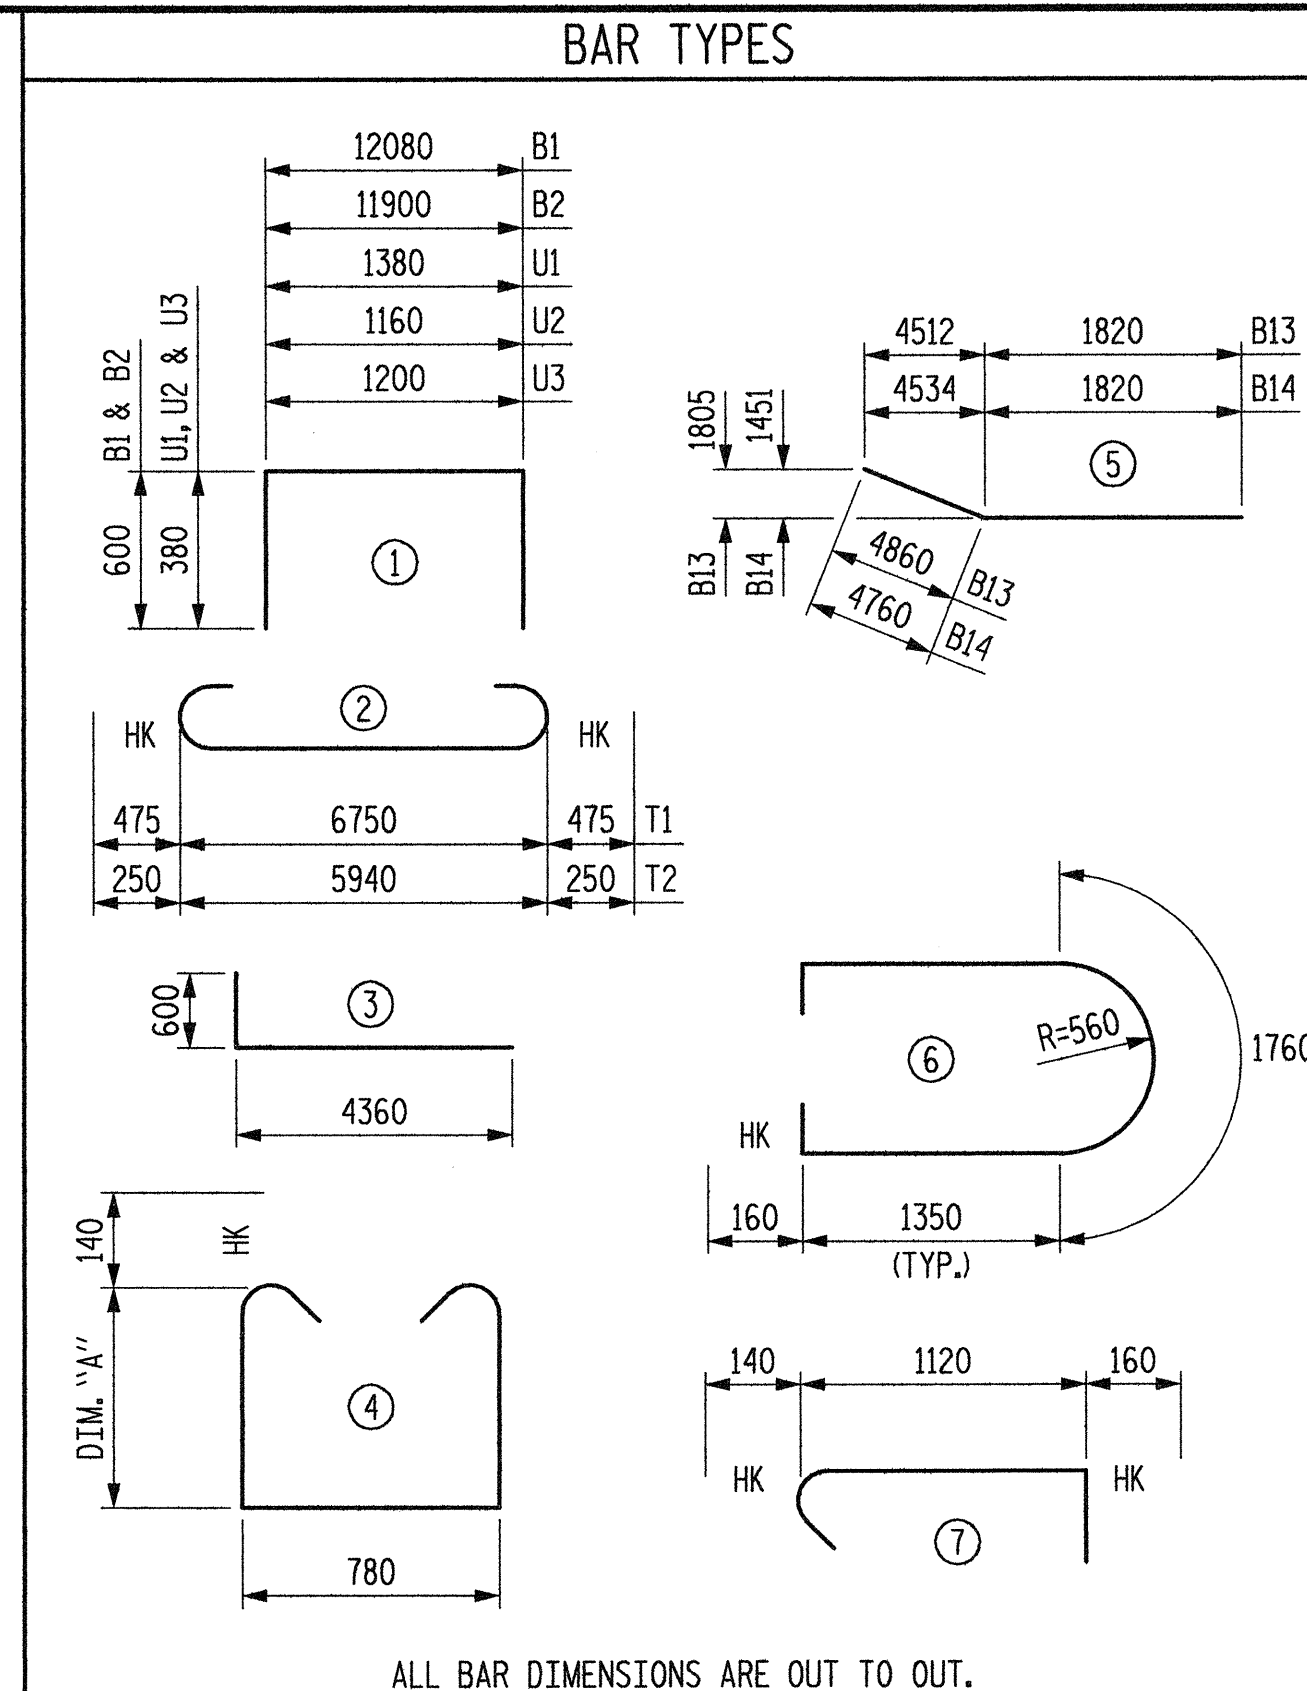 BAR TYPES
12080 B1
11900 B2
1380 U1
1160 U2
1200 U3
B1 & B2
U1, U2 & U3
600
380
1
4512 1820 B13
4534 1820 B14
1805
1451
5
B13
B14
4860 B13
4760 B14
2
HK HK
475 6750 475 T1
250 5940 250 T2
600
3
4360
R=560
6
1760
HK
160 1350
(TYP.)
140
HK
DIM. "A"
4
780
140 1120 160
HK HK
7
ALL BAR DIMENSIONS ARE OUT TO OUT.